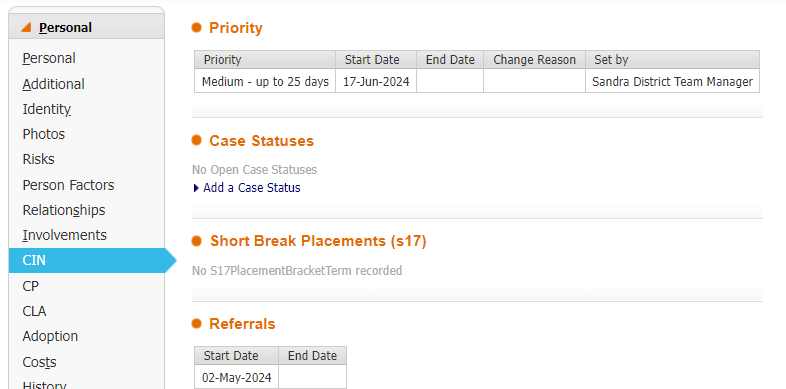 Personal
Personal
Additional
Identity
Photos
Risks
Person Factors
Relationships
Involvements
CIN
CP
CLA
Adoption
Costs
History
Priority
Priority Start Date End Date Change Reason Set by
Medium - up to 25 days 17-Jun-2024 Sandra District Team Manager
Case Statuses
No Open Case Statuses
Add a Case Status
Short Break Placements (s17)
No S17PlacementBracketTerm recorded
Referrals
Start Date End Date
02-May-2024